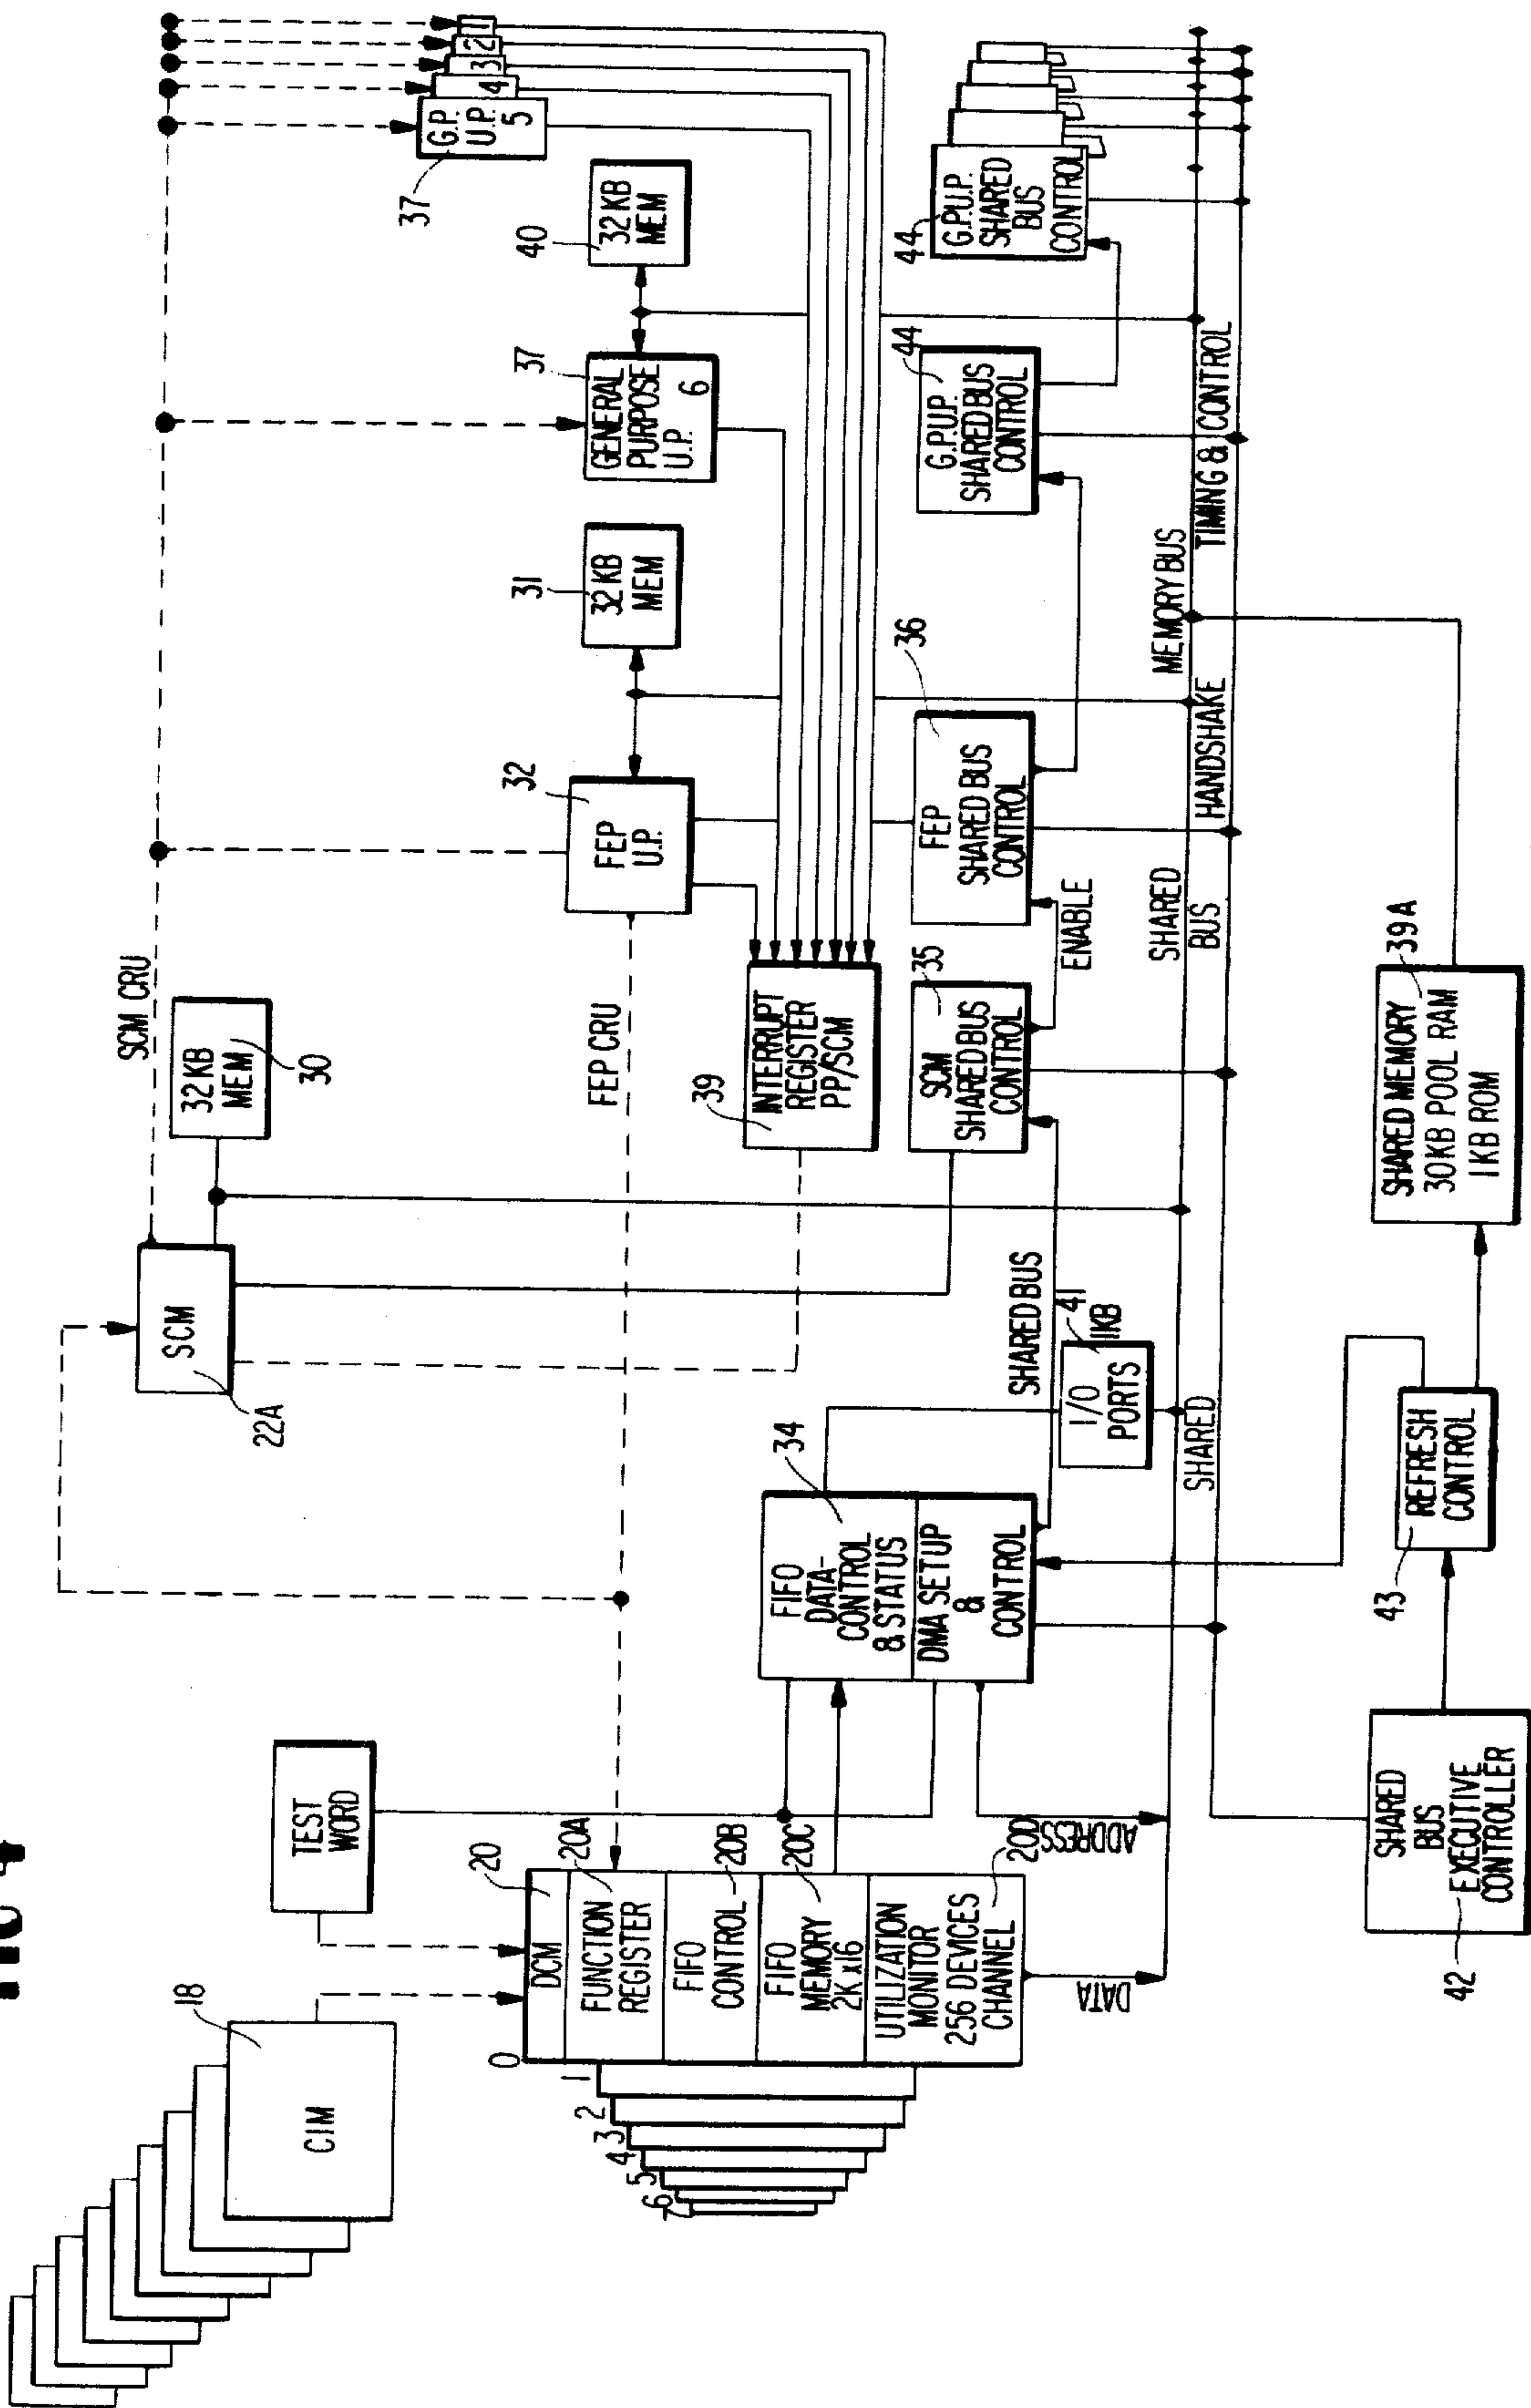 FIG 4
CIM
18
TEST
WORD
0
1
2
3
4
5
6
7
DCM
20
FUNCTION
REGISTER
20A
FIFO
CONTROL
20B
FIFO
MEMORY
2K x16
20C
UTILIZATION
MONITOR
256 DEVICES
CHANNEL
20D
DATA
ADDRESS
SCM
22A
32KB
MEM
30
SCM CRU
FEP CRU
FIFO
DATA-
CONTROL
& STATUS
DMA SETUP
&
CONTROL
34
I/O
PORTS
41
1KB
SHARED BUS
INTERRUPT
REGISTER
PP/SCM
39
SCM
SHARED BUS
CONTROL
35
ENABLE
FEP
U.P.
32
32 KB
MEM
31
FEP
SHARED BUS
CONTROL
36
GENERAL
PURPOSE
U.P. 6
37
32 KB
MEM
40
G.P.
U.P.
5
37
4
3
2
1
G.P.U.P.
SHARED BUS
CONTROL
44
G.P.U.P.
SHARED
BUS
CONTROL
44
SHARED
SHARED
BUS
MEMORY BUS
HANDSHAKE
TIMING & CONTROL
SHARED
BUS
EXECUTIVE
CONTROLLER
42
REFRESH
CONTROL
43
SHARED MEMORY
30KB POOL RAM
1KB ROM
39A